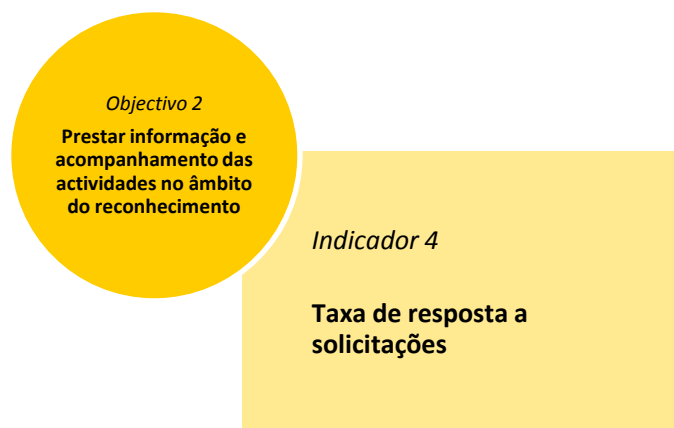 Objectivo 2
Prestar informação e
acompanhamento das
actividades no âmbito
do reconhecimento
Indicador 4
Taxa de resposta a
solicitações